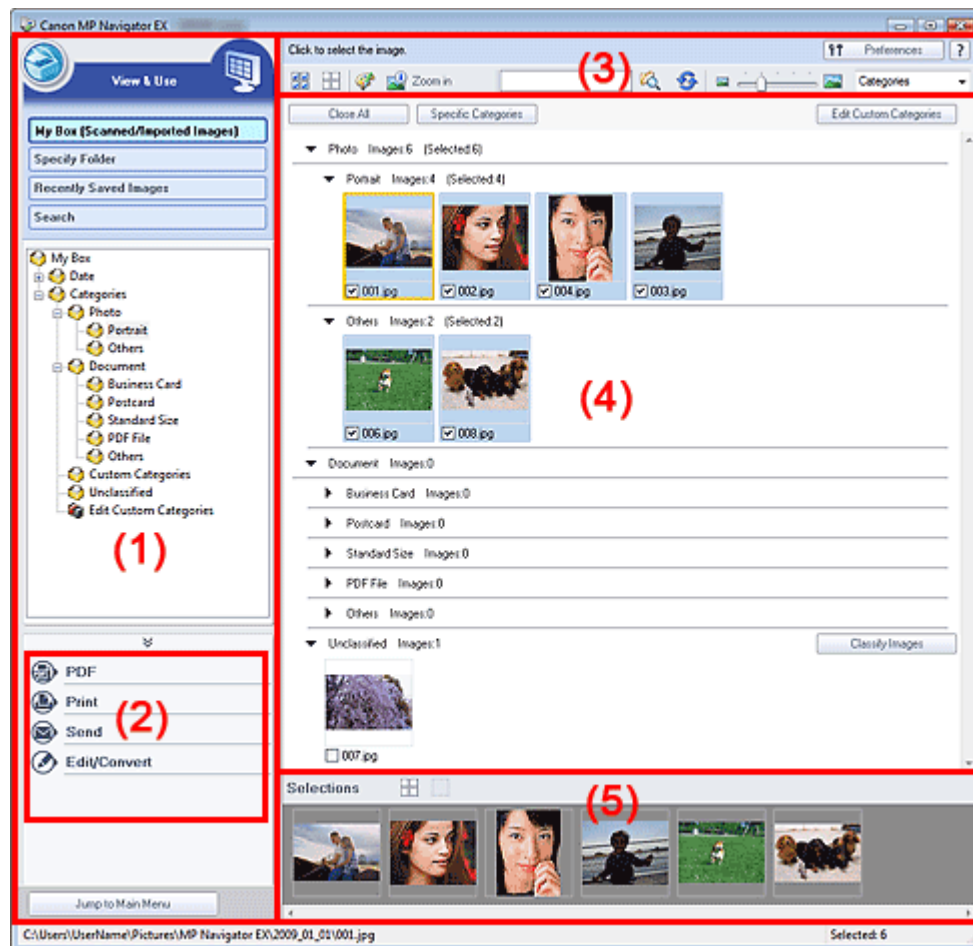 Canon MP Navigator EX
View & Use
My Box (Scanned/Imported Images)
Specify Folder
Recently Saved Images
Search
My Box
Date
Categories
Photo
Portrait
Others
Document
Business Card
Postcard
Standard Size
PDF File
Others
Custom Categories
Unclassified
Edit Custom Categories
(1)
PDF
Print
Send
Edit/Convert
(2)
Jump to Main Menu
Click to select the image.
Preferences
?
Zoom in
(3)
Categories
Close All
Specific Categories
Edit Custom Categories
Photo Images:6 (Selected:6)
Portrait Images:4 (Selected:4)
001.jpg
002.jpg
004.jpg
003.jpg
Others Images:2 (Selected:2)
006.jpg
008.jpg
(4)
Document Images:0
Business Card Images:0
Postcard Images:0
Standard Size Images:0
PDF File Images:0
Others Images:0
Unclassified Images:1
Classify Images
007.jpg
Selections
(5)
C:\Users\UserName\Pictures\MP Navigator EX\2009_01_01\001.jpg
Selected: 6